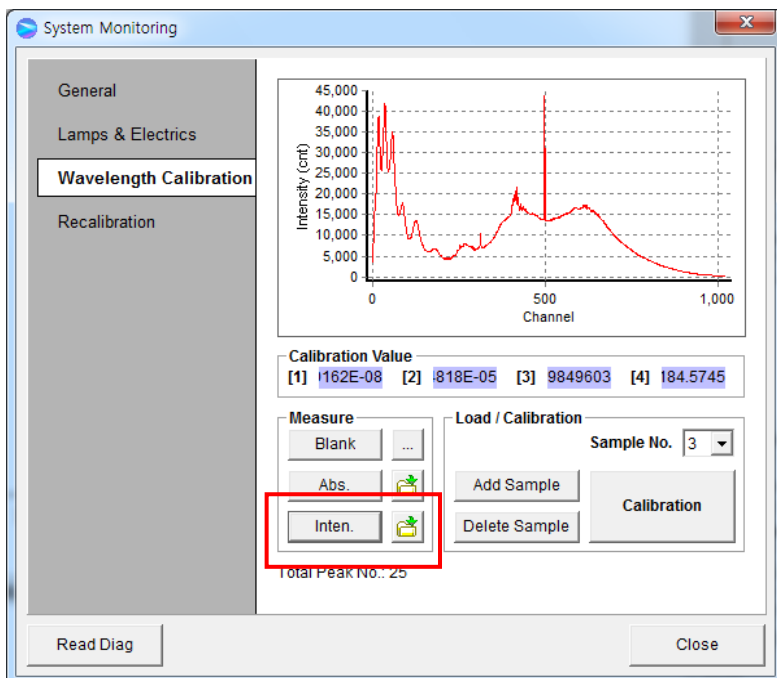 System Monitoring
General
Lamps & Electrics
Wavelength Calibration
Recalibration
45,000
40,000
35,000
30,000
25,000
20,000
15,000
10,000
5,000
0
Intensity (cnt)
0 500 1,000
Channel
Calibration Value
[1] 162E-08 [2] 4818E-05 [3] 9849603 [4] 184.5745
Measure
Blank ...
Abs.
Inten.
Load / Calibration
Sample No. 3
Add Sample
Delete Sample
Calibration
Total Peak No.: 25
Read Diag
Close